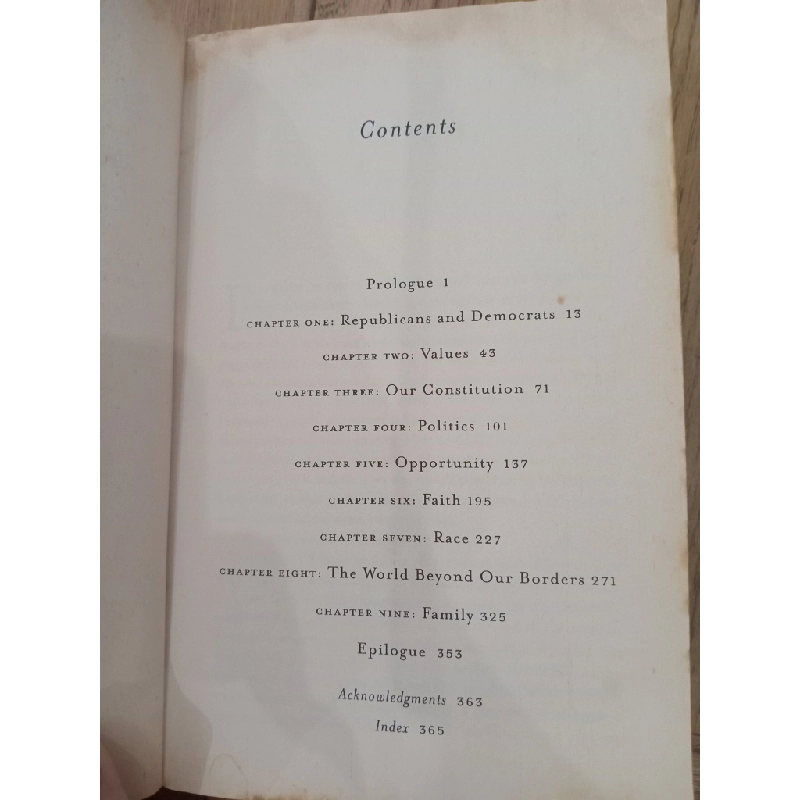 Contents
Prologue 1
CHAPTER ONE: Republicans and Democrats 13
CHAPTER TWO: Values 43
CHAPTER THREE: Our Constitution 71
CHAPTER FOUR: Politics 101
CHAPTER FIVE: Opportunity 137
CHAPTER SIX: Faith 195
CHAPTER SEVEN: Race 227
CHAPTER EIGHT: The World Beyond Our Borders 271
CHAPTER NINE: Family 325
Epilogue 353
Acknowledgments 363
Index 365